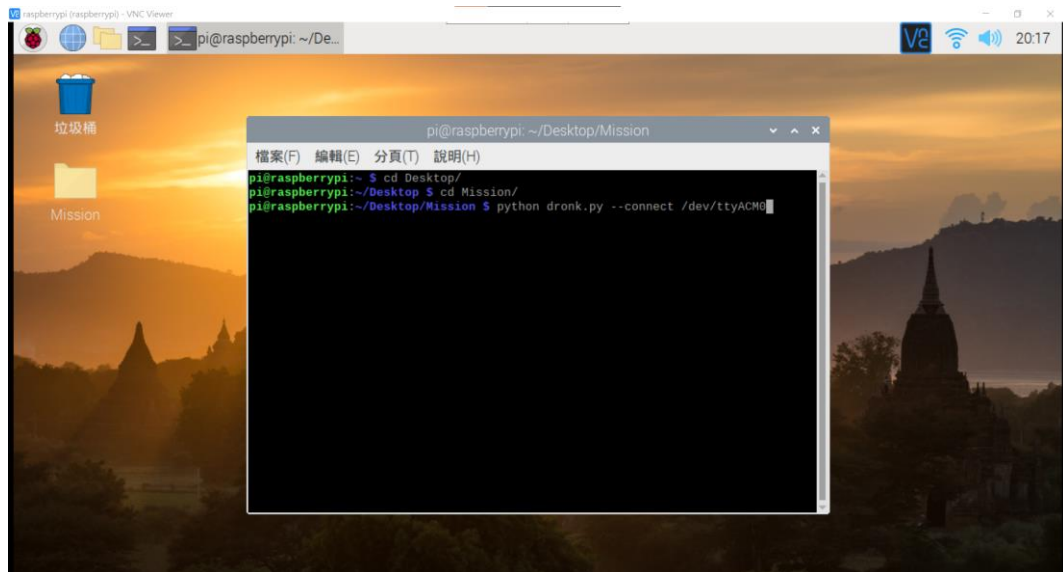 raspberrypi (raspberrypi) - VNC Viewer
pi@raspberrypi: ~/De...
20:17
垃圾桶
Mission
pi@raspberrypi: ~/Desktop/Mission
檔案(F) 編輯(E) 分頁(T) 說明(H)
pi@raspberrypi:~ $ cd Desktop/
pi@raspberrypi:~/Desktop $ cd Mission/
pi@raspberrypi:~/Desktop/Mission $ python dronk.py --connect /dev/ttyACM0